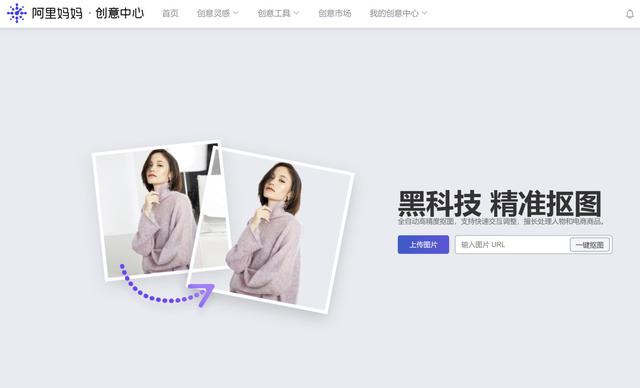 阿里妈妈 · 创意中心
首页
创意灵感
创意工具
创意市场
我的创意中心
黑科技 精准抠图
全自动高精度抠图，支持快速交互调整，擅长处理人物和电商商品。
上传图片
输入图片 URL
一键抠图